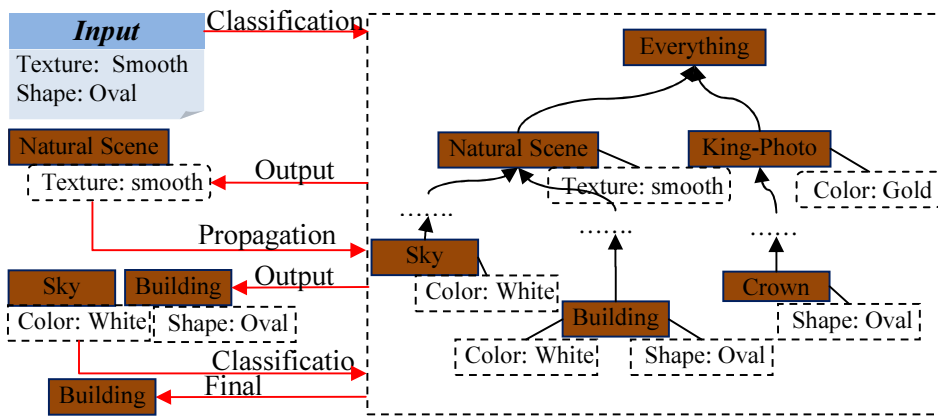 Input
Texture: Smooth
Shape: Oval
Classification
Everything
Natural Scene
Texture: smooth
Output
Natural Scene
King-Photo
Texture: smooth
Color: Gold
Propagation
.......
......
......
Sky
Color: White
Building
Shape: Oval
Output
Sky
Color: White
Building
Color: White
Shape: Oval
Crown
Shape: Oval
Classificatio
Final
Building